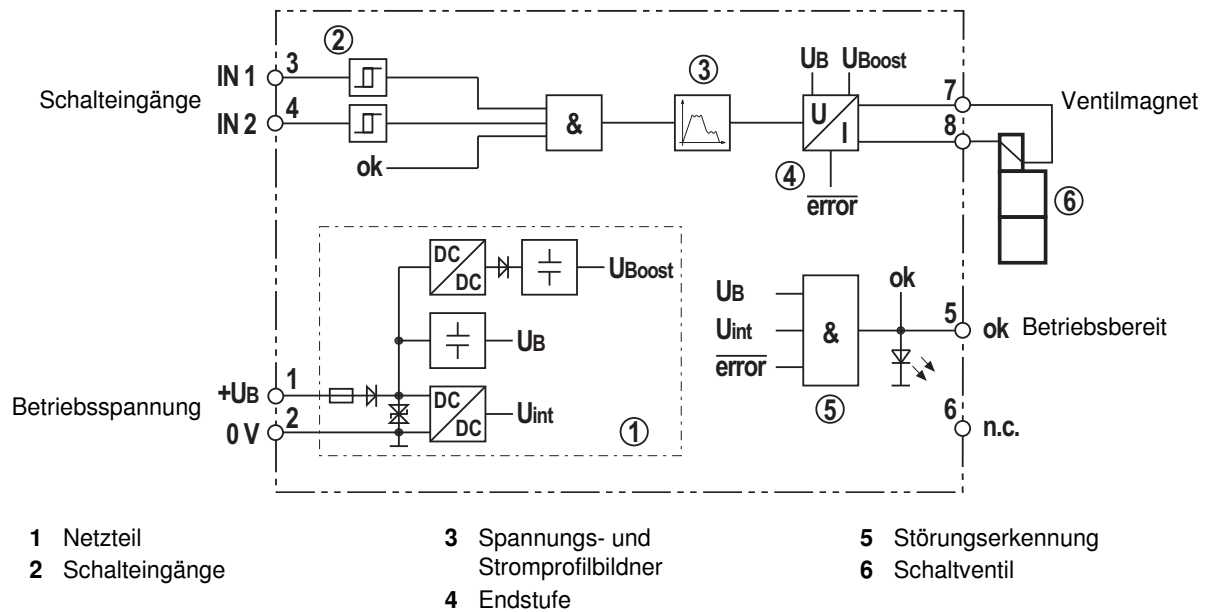 ②
3
IN 1
4
IN 2
Schalteingänge
ok
&
③
UB UBoost
U
I
④
error
7
8
Ventilmagnet
⑥
DC
DC
UBoost
UB
Betriebsspannung
+UB
1
0 V
2
DC
DC
Uint
①
UB
Uint
error
&
⑤
ok
5
ok Betriebsbereit
6
n.c.
1 Netzteil
2 Schalteingänge
3 Spannungs- und
Stromprofilbildner
4 Endstufe
5 Störungserkennung
6 Schaltventil